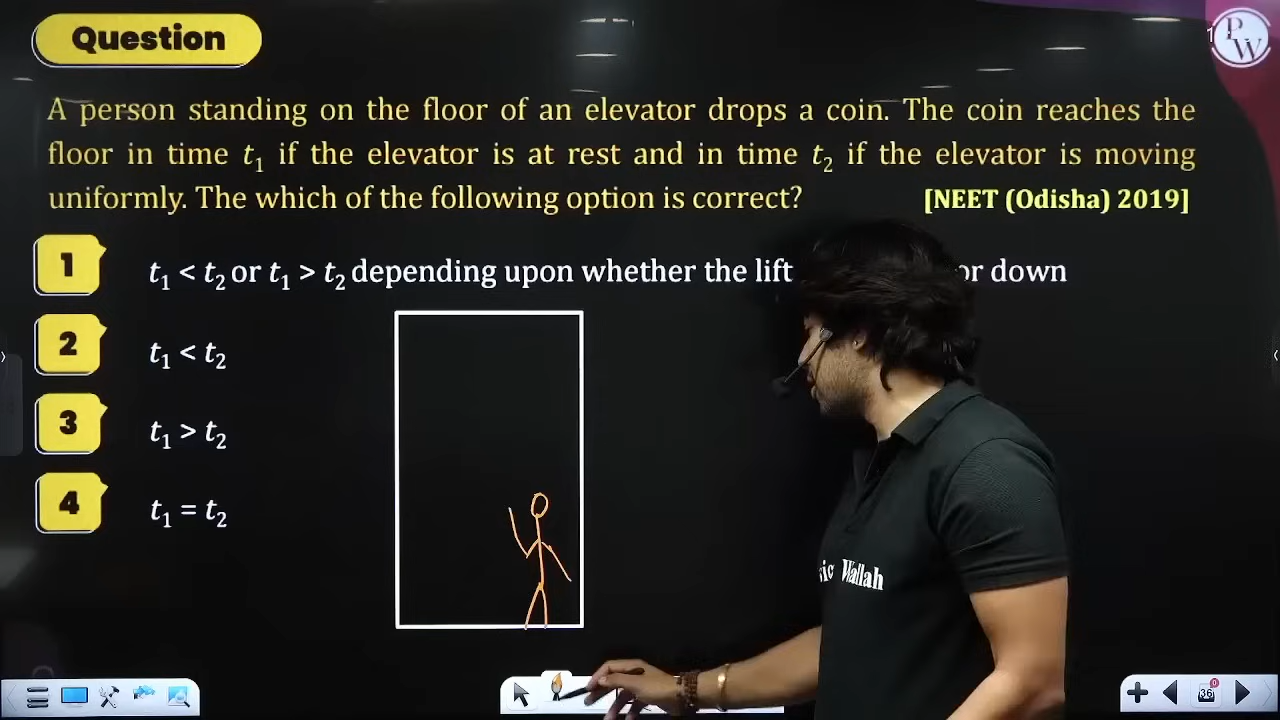 Question
PW
A person standing on the floor of an elevator drops a coin. The coin reaches the
floor in time t₁ if the elevator is at rest and in time t₂ if the elevator is moving
uniformly. The which of the following option is correct? [NEET (Odisha) 2019]
1 t₁ < t₂ or t₁ > t₂ depending upon whether the lift or down
2 t₁ < t₂
3 t₁ > t₂
4 t₁ = t₂
Wallah
36